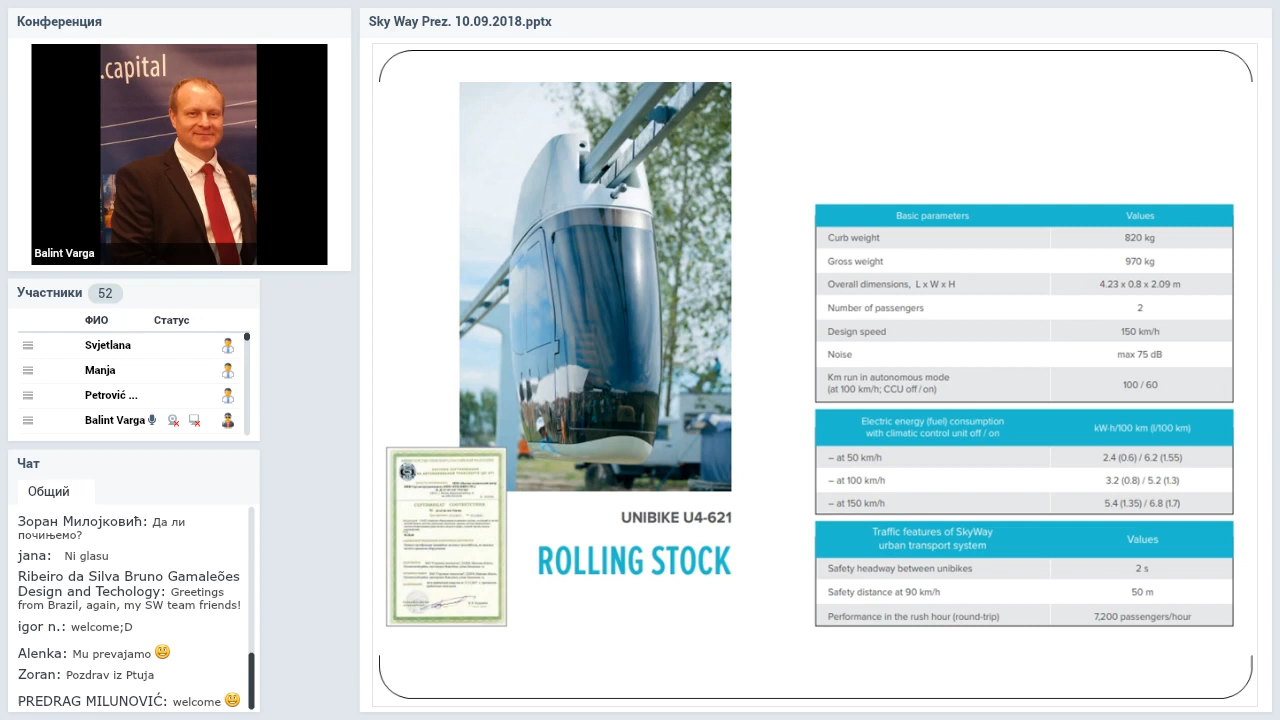 Конференция
.capital
Balint Varga
Участники 52
ФИО Статус
Svjetlana
Manja
Petrović ...
Balint Varga
Чат
Общий
Зоран Милојковић: Да ли
почињемо?
jana: Ni glasu
Ribeiro da Silva Bruno Gabriel Ges
Design and Techology: Greetings
from Brazil, again, my SW team friends!
igor n.: welcome;D
Alenka: Mu prevajamo
Zoran: Pozdrav iz Ptuja
PREDRAG MILUNOVIĆ: welcome
Sky Way Prez. 10.09.2018.pptx
UNIBIKE U4-621
ROLLING STOCK
Basic parameters Values
Curb weight 820 kg
Gross weight 970 kg
Overall dimensions, L x W x H 4.23 x 0.8 x 2.09 m
Number of passengers 2
Design speed 150 km/h
Noise max 75 dB
Km run in autonomous mode
(at 100 km/h; CCU off / on) 100 / 60
Electric energy (fuel) consumption
with climatic control unit off / on kW·h/100 km (l/100 km)
– at 50 km/h 2.4 (0.6) / 6.2 (1.55)
– at 100 km/h 3.2 (0.8) / 5.2 (1.3)
– at 150 km/h 5.4 (1.35) / 6.8 (1.7)
Traffic features of SkyWay
urban transport system Values
Safety headway between unibikes 2 s
Safety distance at 90 km/h 50 m
Performance in the rush hour (round-trip) 7,200 passengers/hour